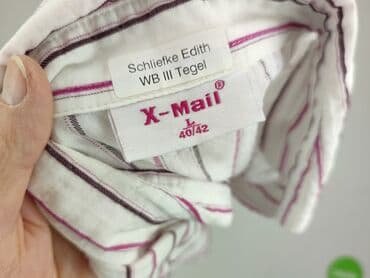 Schliefke Edith
WB III Tegel
X-Mail®
L
40/42